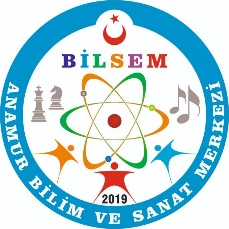 BİLSEM
2019
ANAMUR BİLİM VE SANAT MERKEZİ